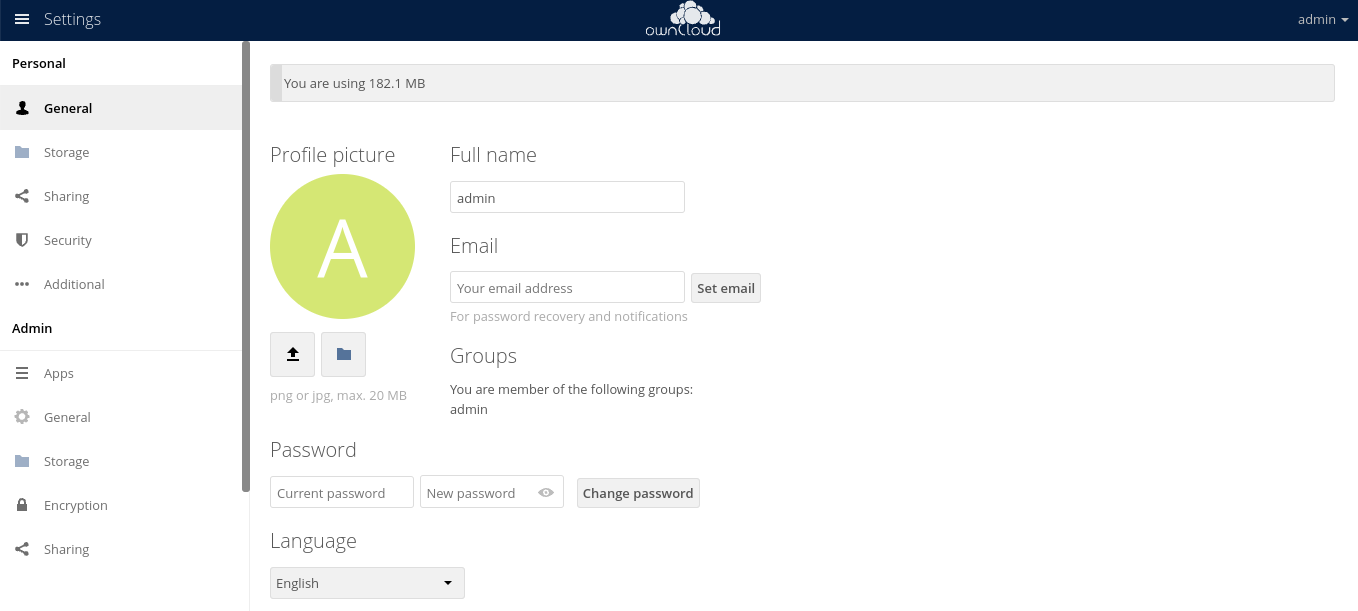 Settings
ownCloud
admin
Personal
General
Storage
Sharing
Security
Additional
Admin
Apps
General
Storage
Encryption
Sharing
You are using 182.1 MB
Profile picture
A
png or jpg, max. 20 MB
Full name
admin
Email
Your email address
Set email
For password recovery and notifications
Groups
You are member of the following groups:
admin
Password
Current password
New password
Change password
Language
English